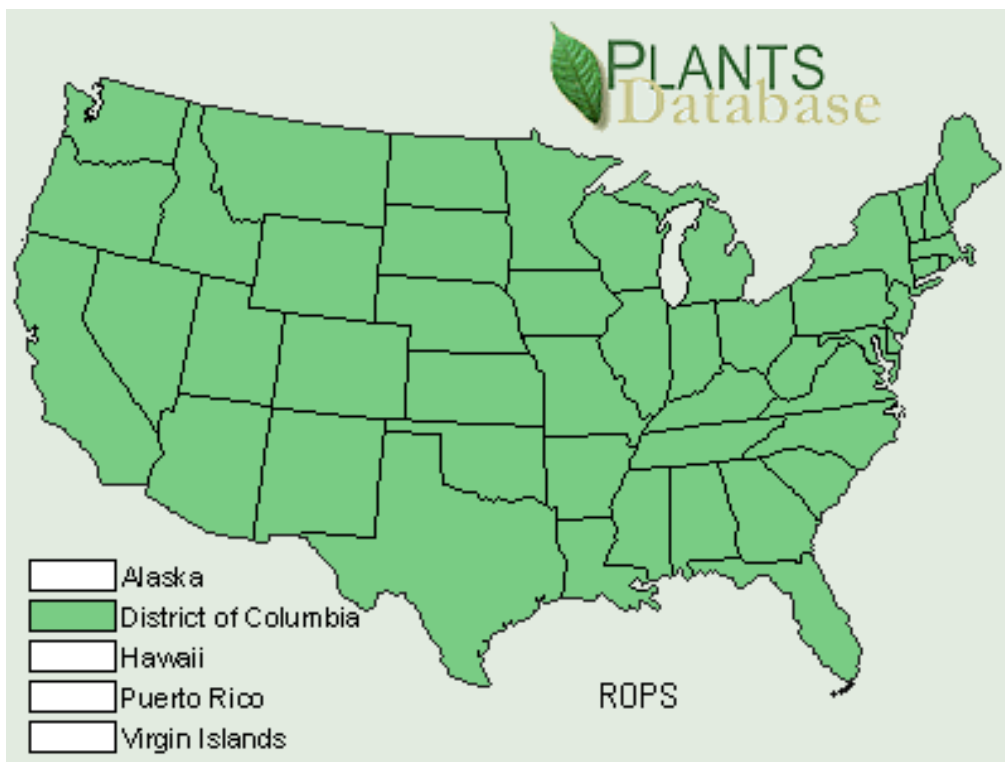 PLANTS
Database
Alaska
District of Columbia
Hawaii
Puerto Rico
Virgin Islands
ROPS